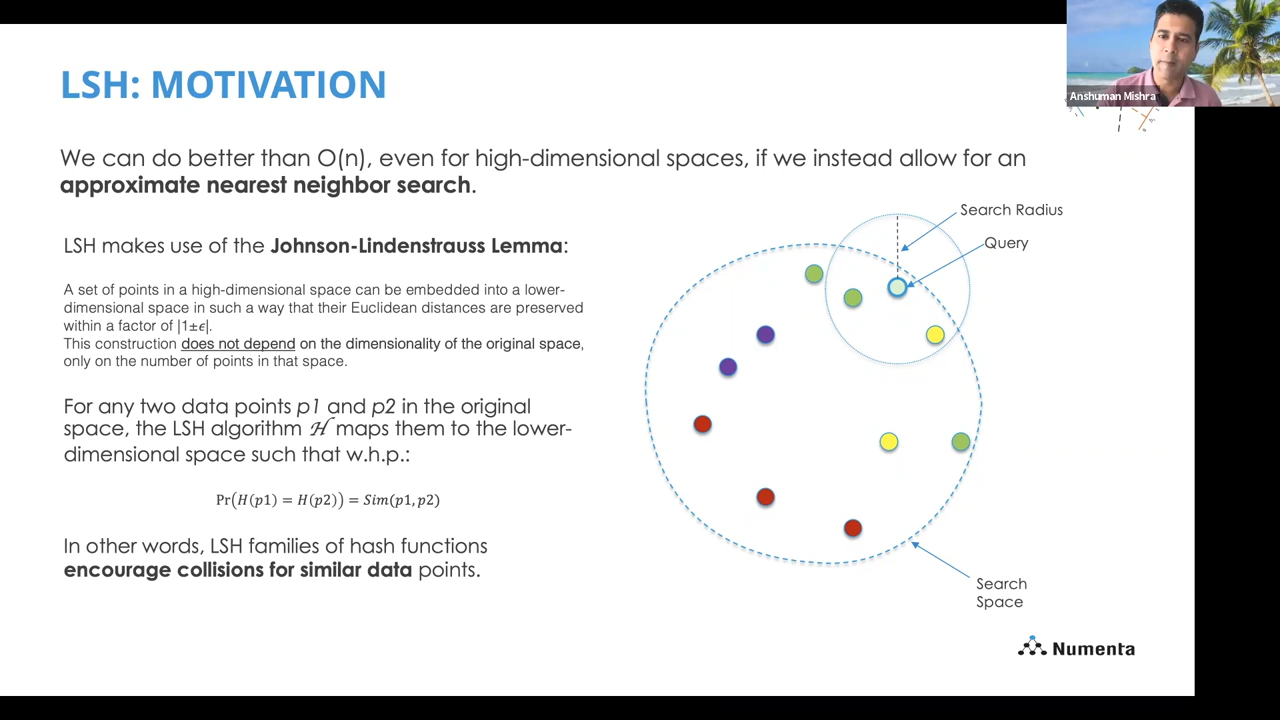 LSH: MOTIVATION
Anshuman Mishra
We can do better than O(n), even for high-dimensional spaces, if we instead allow for an
approximate nearest neighbor search.
LSH makes use of the Johnson-Lindenstrauss Lemma:
A set of points in a high-dimensional space can be embedded into a lower-
dimensional space in such a way that their Euclidean distances are preserved
within a factor of |1±ϵ|.
This construction does not depend on the dimensionality of the original space,
only on the number of points in that space.
For any two data points p1 and p2 in the original
space, the LSH algorithm ℋ maps them to the lower-
dimensional space such that w.h.p.:
Pr(H(p1) = H(p2)) = Sim(p1, p2)
In other words, LSH families of hash functions
encourage collisions for similar data points.
Search Radius
Query
Search
Space
Numenta